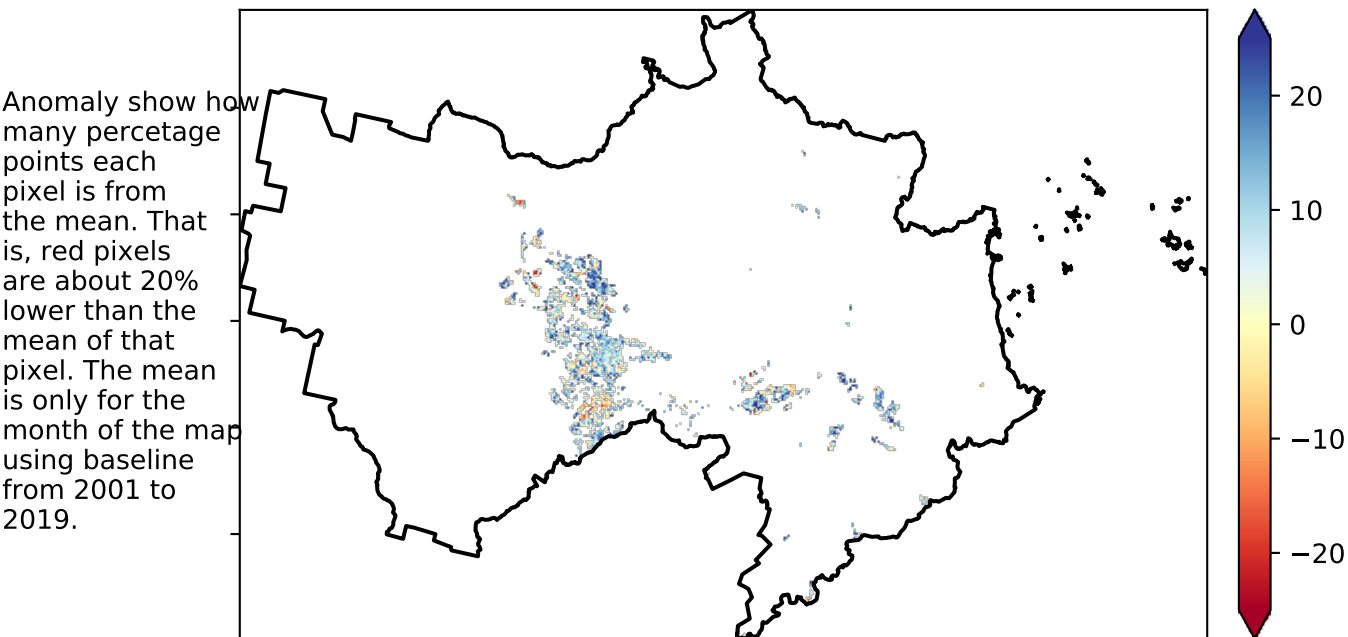 Anomaly show how
many percetage
points each
pixel is from
the mean. That
is, red pixels
are about 20%
lower than the
mean of that
pixel. The mean
is only for the
month of the map
using baseline
from 2001 to
2019.
20
10
0
−10
−20